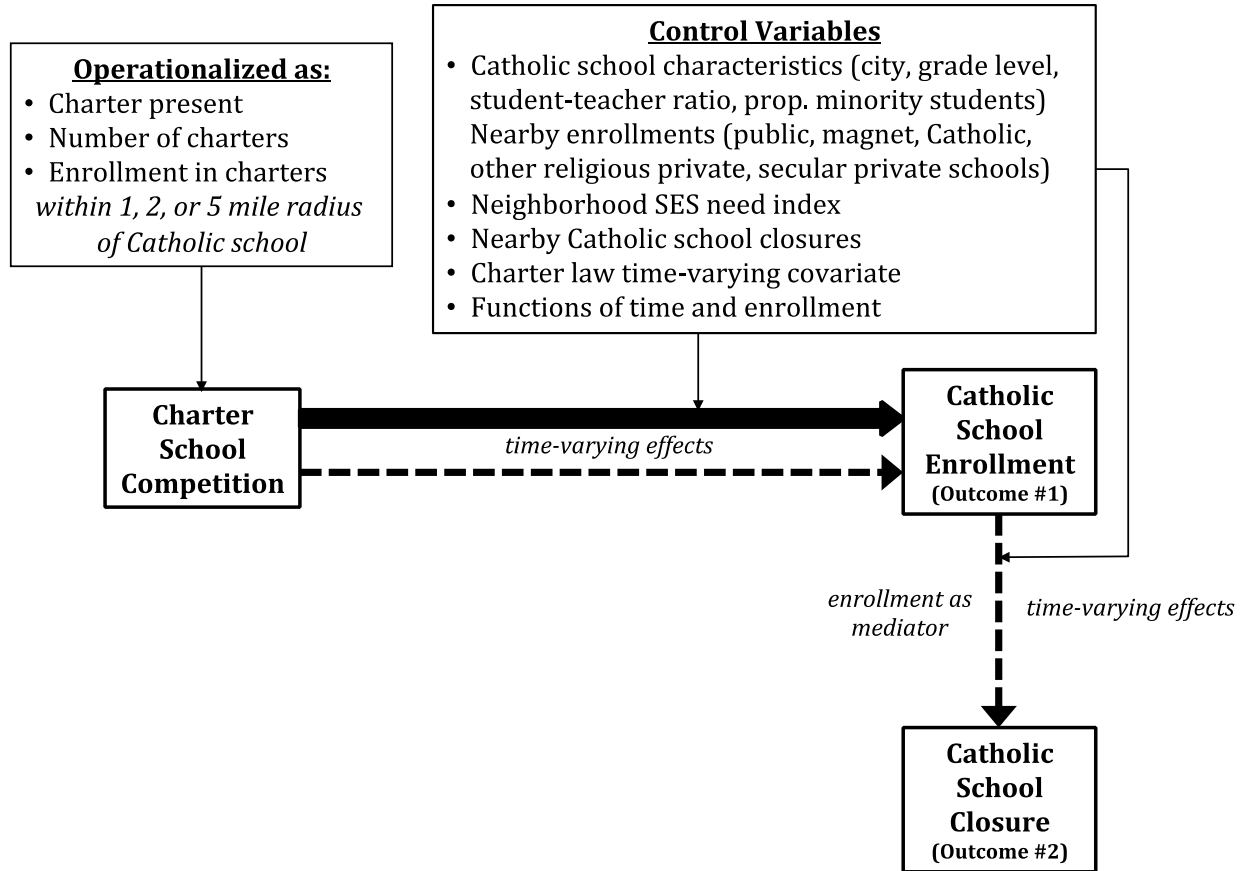 Operationalized as:
• Charter present
• Number of charters
• Enrollment in charters
within 1, 2, or 5 mile radius
of Catholic school
Control Variables
• Catholic school characteristics (city, grade level,
student-teacher ratio, prop. minority students)
Nearby enrollments (public, magnet, Catholic,
other religious private, secular private schools)
• Neighborhood SES need index
• Nearby Catholic school closures
• Charter law time-varying covariate
• Functions of time and enrollment
Charter
School
Competition
time-varying effects
Catholic
School
Enrollment
(Outcome #1)
enrollment as
mediator
time-varying effects
Catholic
School
Closure
(Outcome #2)